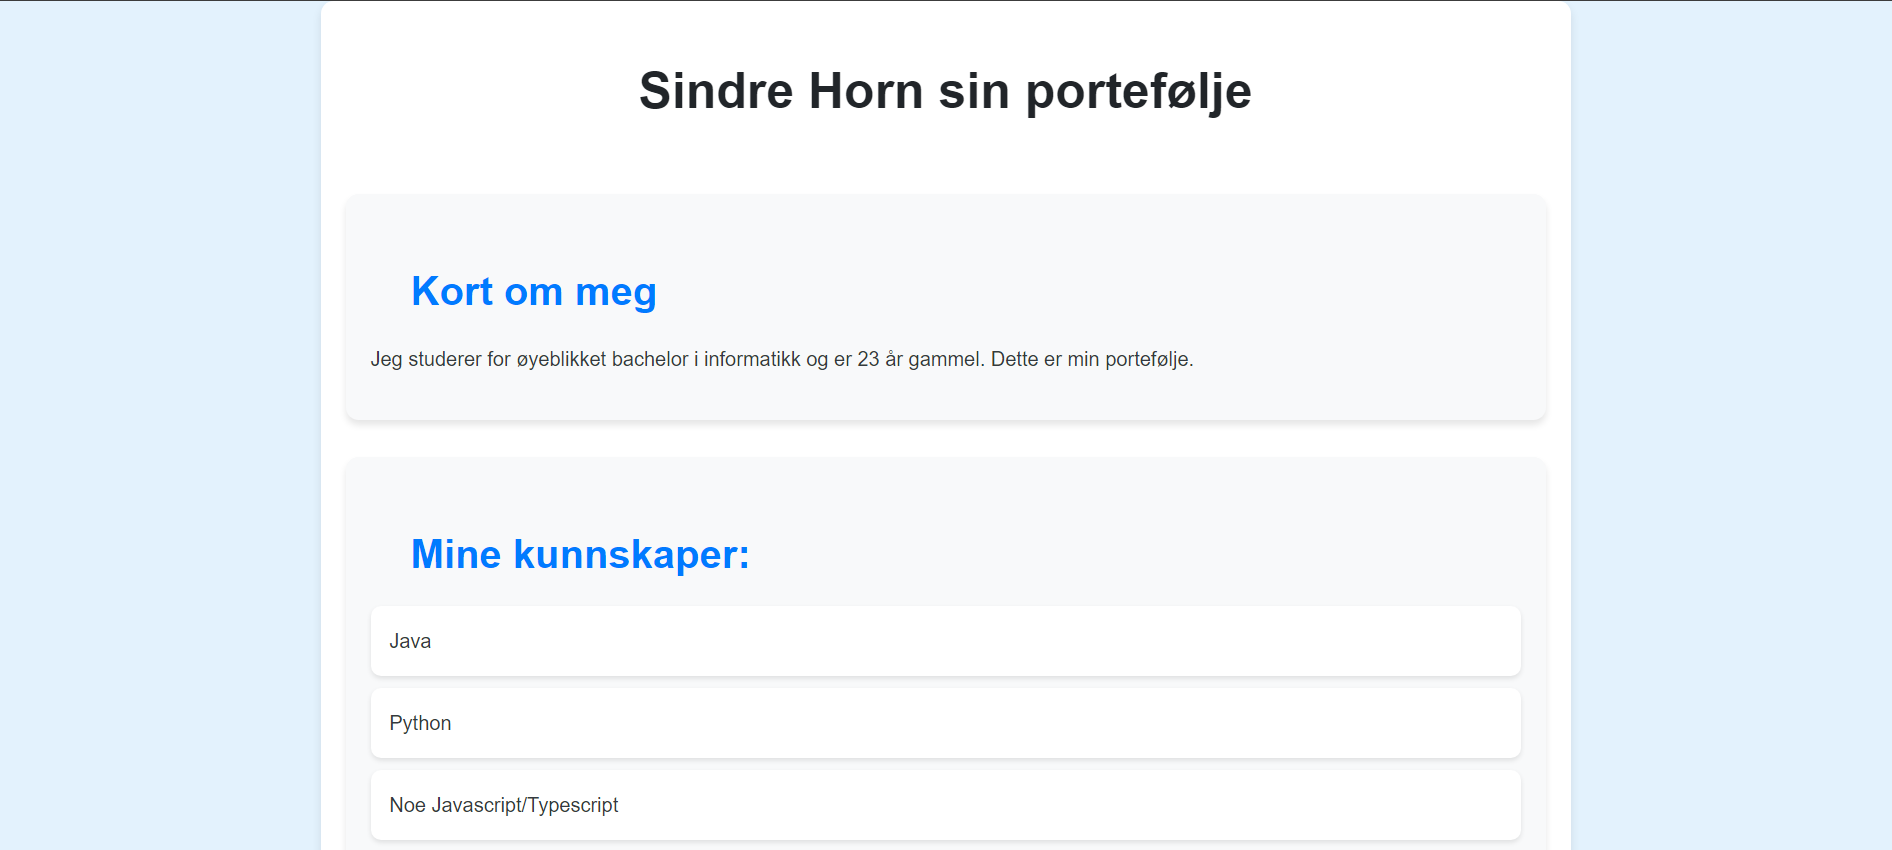 Sindre Horn sin portefølje
Kort om meg
Jeg studerer for øyeblikket bachelor i informatikk og er 23 år gammel. Dette er min portefølje.
Mine kunnskaper:
Java
Python
Noe Javascript/Typescript